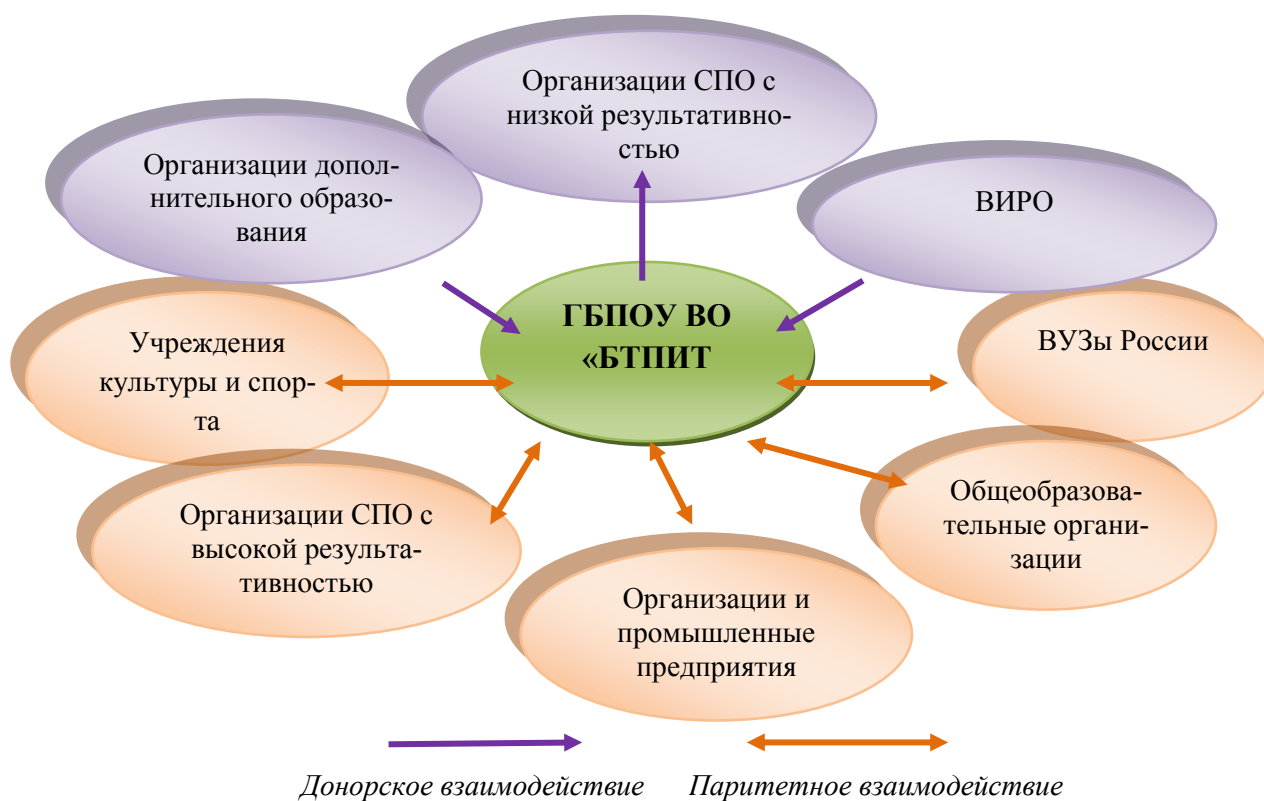 Организации СПО с
низкой результативно-
стью
Организации допол-
нительного образо-
вания
ВИРО
ГБПОУ ВО
«БТПИТ
Учреждения
культуры и спор-
та
ВУЗы России
Организации СПО с
высокой результа-
тивностью
Общеобразова-
тельные органи-
зации
Организации и
промышленные
предприятия
Донорское взаимодействие
Паритетное взаимодействие